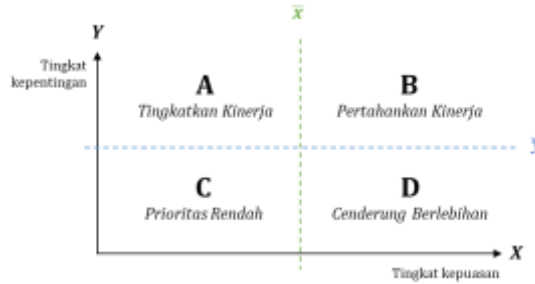 x̄
Y
Tingkat
kepentingan
A
Tingkatkan Kinerja
B
Pertahankan Kinerja
C
Prioritas Rendah
D
Cenderung Berlebihan
X
Tingkat kepuasan